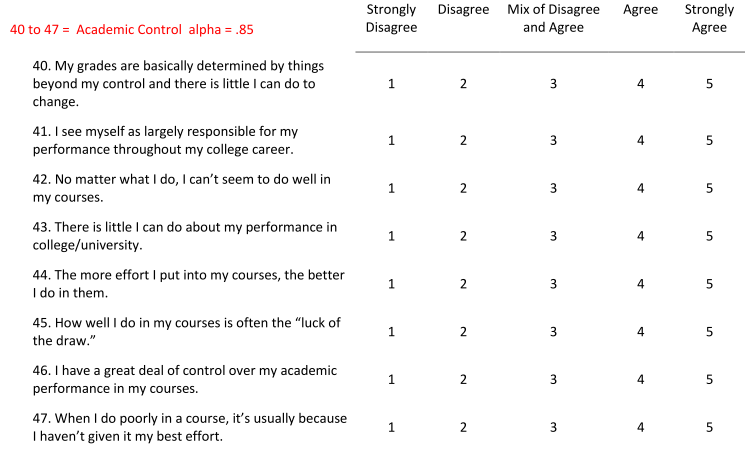 40 to 47 =  Academic Control  alpha = .85
Strongly Disagree
Disagree
Mix of Disagree and Agree
Agree
Strongly Agree
40. My grades are basically determined by things
beyond my control and there is little I can do to
change.
1 2 3 4 5
41. I see myself as largely responsible for my
performance throughout my college career.
1 2 3 4 5
42. No matter what I do, I can’t seem to do well in
my courses.
1 2 3 4 5
43. There is little I can do about my performance in
college/university.
1 2 3 4 5
44. The more effort I put into my courses, the better
I do in them.
1 2 3 4 5
45. How well I do in my courses is often the “luck of
the draw.”
1 2 3 4 5
46. I have a great deal of control over my academic
performance in my courses.
1 2 3 4 5
47. When I do poorly in a course, it’s usually because
I haven’t given it my best effort.
1 2 3 4 5